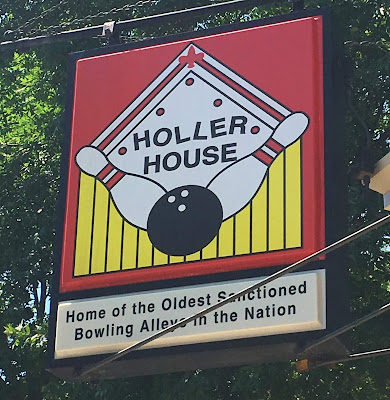 HOLLER
HOUSE
Home of the Oldest Sanctioned
Bowling Alleys in the Nation